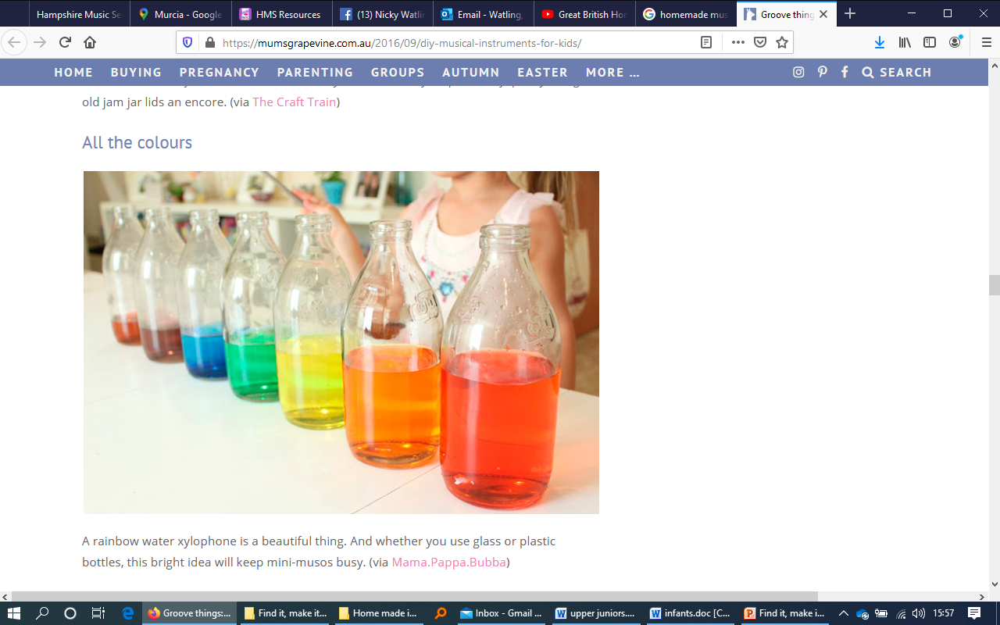 Hampshire Music Se
Murcia - Google
HMS Resources
(13) Nicky Watlin
Email - Watling,
Great British Hom
homemade mus
Groove thing
https://mumsgrapevine.com.au/2016/09/diy-musical-instruments-for-kids/
HOME BUYING PREGNANCY PARENTING GROUPS AUTUMN EASTER MORE ... SEARCH
old jam jar lids an encore. (via The Craft Train)
All the colours
A rainbow water xylophone is a beautiful thing. And whether you use glass or plastic
bottles, this bright idea will keep mini-musos busy. (via Mama.Pappa.Bubba)
Groove things:...
Find it, make it...
Home made i...
Inbox - Gmail ...
upper juniors....
infants.doc [C...
Find it, make i...
15:57